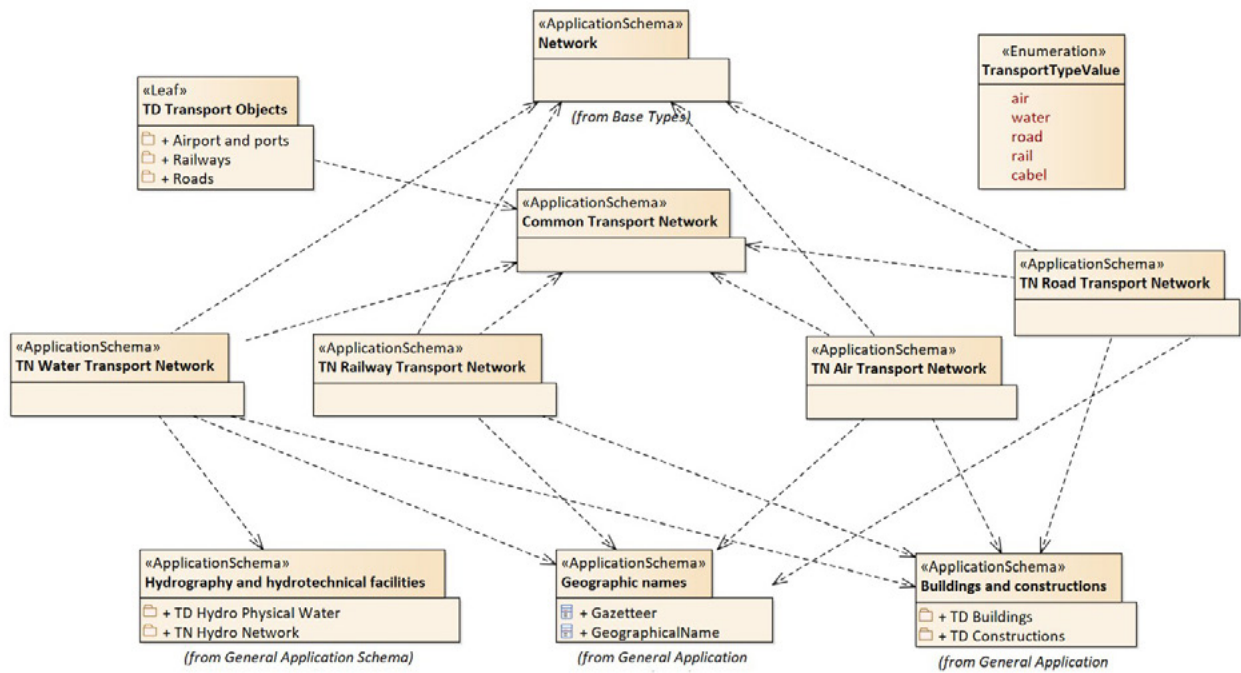 «ApplicationSchema»
Network
(from Base Types)
«Enumeration»
TransportTypeValue
air
water
road
rail
cabel
«Leaf»
TD Transport Objects
+ Airport and ports
+ Railways
+ Roads
«ApplicationSchema»
Common Transport Network
«ApplicationSchema»
TN Road Transport Network
«ApplicationSchema»
TN Water Transport Network
«ApplicationSchema»
TN Railway Transport Network
«ApplicationSchema»
TN Air Transport Network
«ApplicationSchema»
Hydrography and hydrotechnical facilities
+ TD Hydro Physical Water
+ TN Hydro Network
(from General Application Schema)
«ApplicationSchema»
Geographic names
+ Gazetteer
+ GeographicalName
(from General Application
«ApplicationSchema»
Buildings and constructions
+ TD Buildings
+ TD Constructions
(from General Application